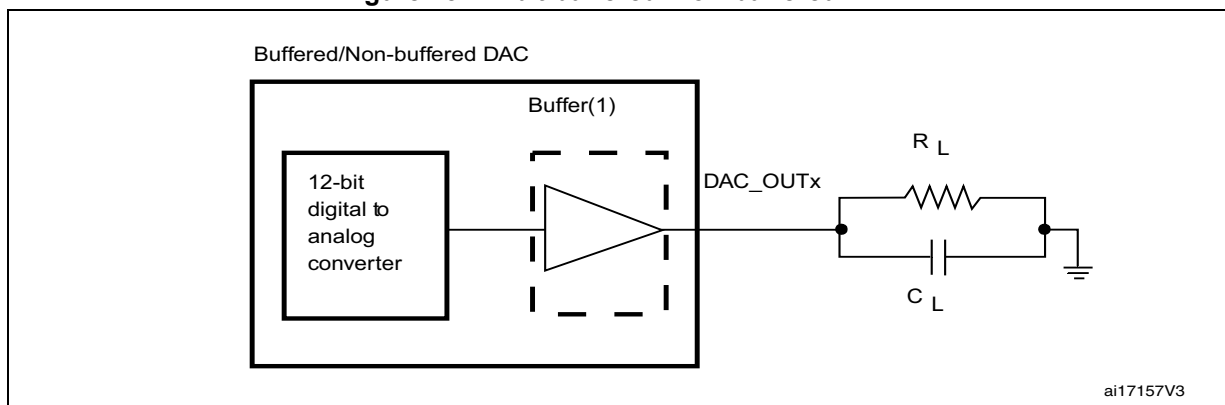 Buffered/Non-buffered DAC
Buffer(1)
12-bit
digital to
analog
converter
DAC_OUTx
R L
C L
ai17157V3